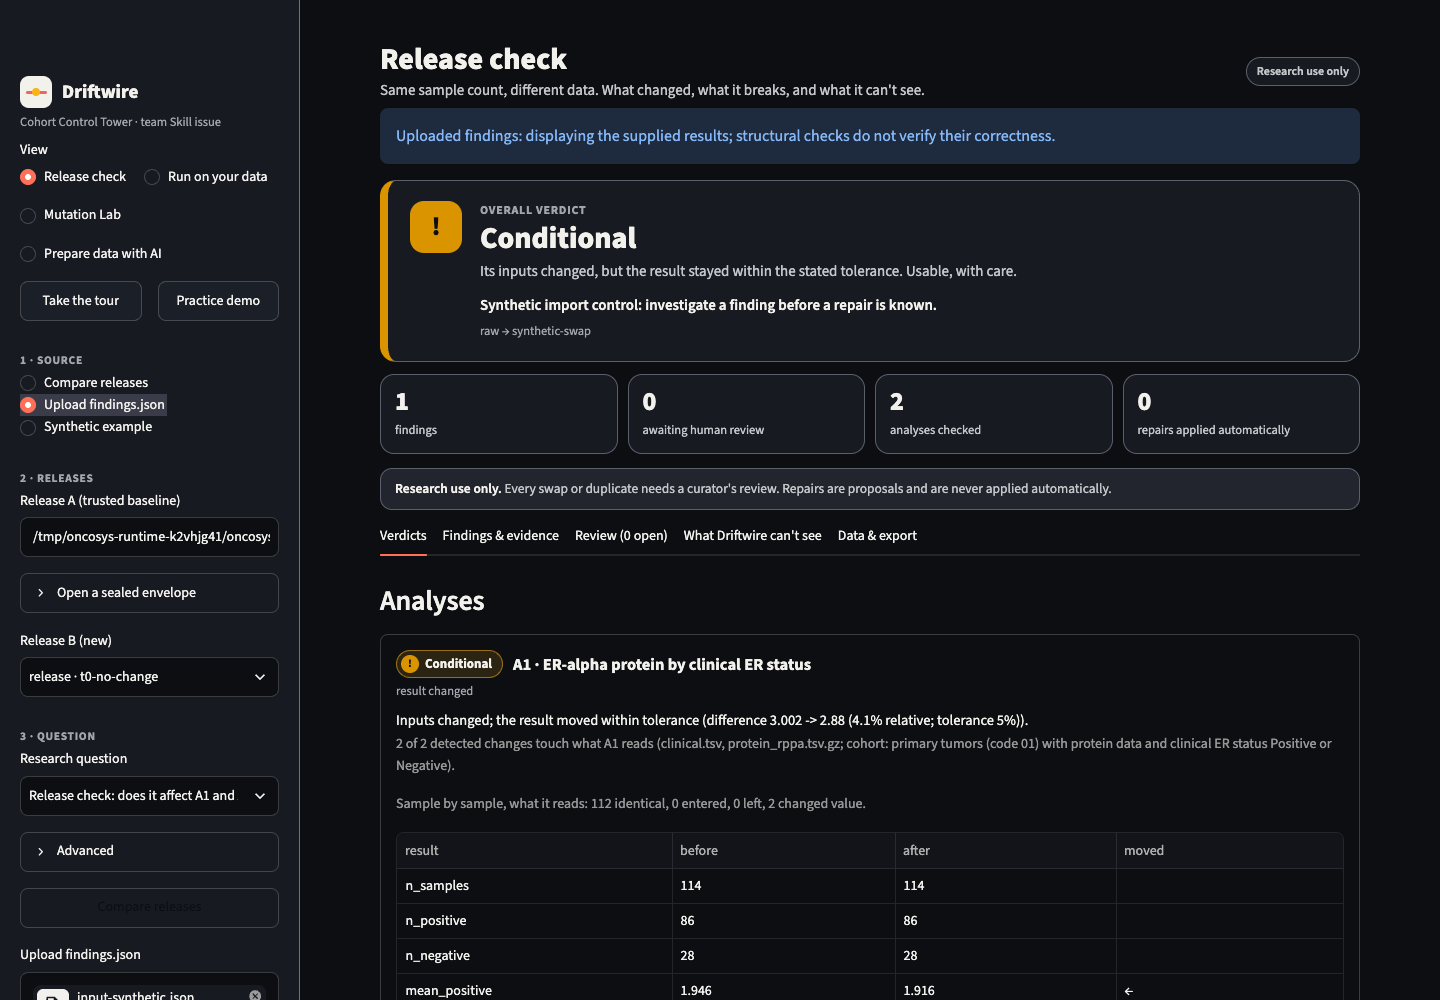 Driftwire
Cohort Control Tower · team Skill issue
View
Release check
Run on your data
Mutation Lab
Prepare data with AI
Take the tour
Practice demo
1 · SOURCE
Compare releases
Upload findings.json
Synthetic example
2 · RELEASES
Release A (trusted baseline)
/tmp/oncosys-runtime-k2vhjg41/oncosys
Open a sealed envelope
Release B (new)
release · t0-no-change
3 · QUESTION
Research question
Release check: does it affect A1 and
Advanced
Compare releases
Upload findings.json
input-synthetic.json
Release check
Same sample count, different data. What changed, what it breaks, and what it can't see.
Research use only
Uploaded findings: displaying the supplied results; structural checks do not verify their correctness.
!
OVERALL VERDICT
Conditional
Its inputs changed, but the result stayed within the stated tolerance. Usable, with care.
Synthetic import control: investigate a finding before a repair is known.
raw → synthetic-swap
1
findings
0
awaiting human review
2
analyses checked
0
repairs applied automatically
Research use only. Every swap or duplicate needs a curator's review. Repairs are proposals and are never applied automatically.
Verdicts
Findings & evidence
Review (0 open)
What Driftwire can't see
Data & export
Analyses
! Conditional
A1 · ER-alpha protein by clinical ER status
result changed
Inputs changed; the result moved within tolerance (difference 3.002 -> 2.88 (4.1% relative; tolerance 5%)).
2 of 2 detected changes touch what A1 reads (clinical.tsv, protein_rppa.tsv.gz; cohort: primary tumors (code 01) with protein data and clinical ER status Positive or
Negative).
Sample by sample, what it reads: 112 identical, 0 entered, 0 left, 2 changed value.
result before after moved
n_samples 114 114
n_positive 86 86
n_negative 28 28
mean_positive 1.946 1.916 ←